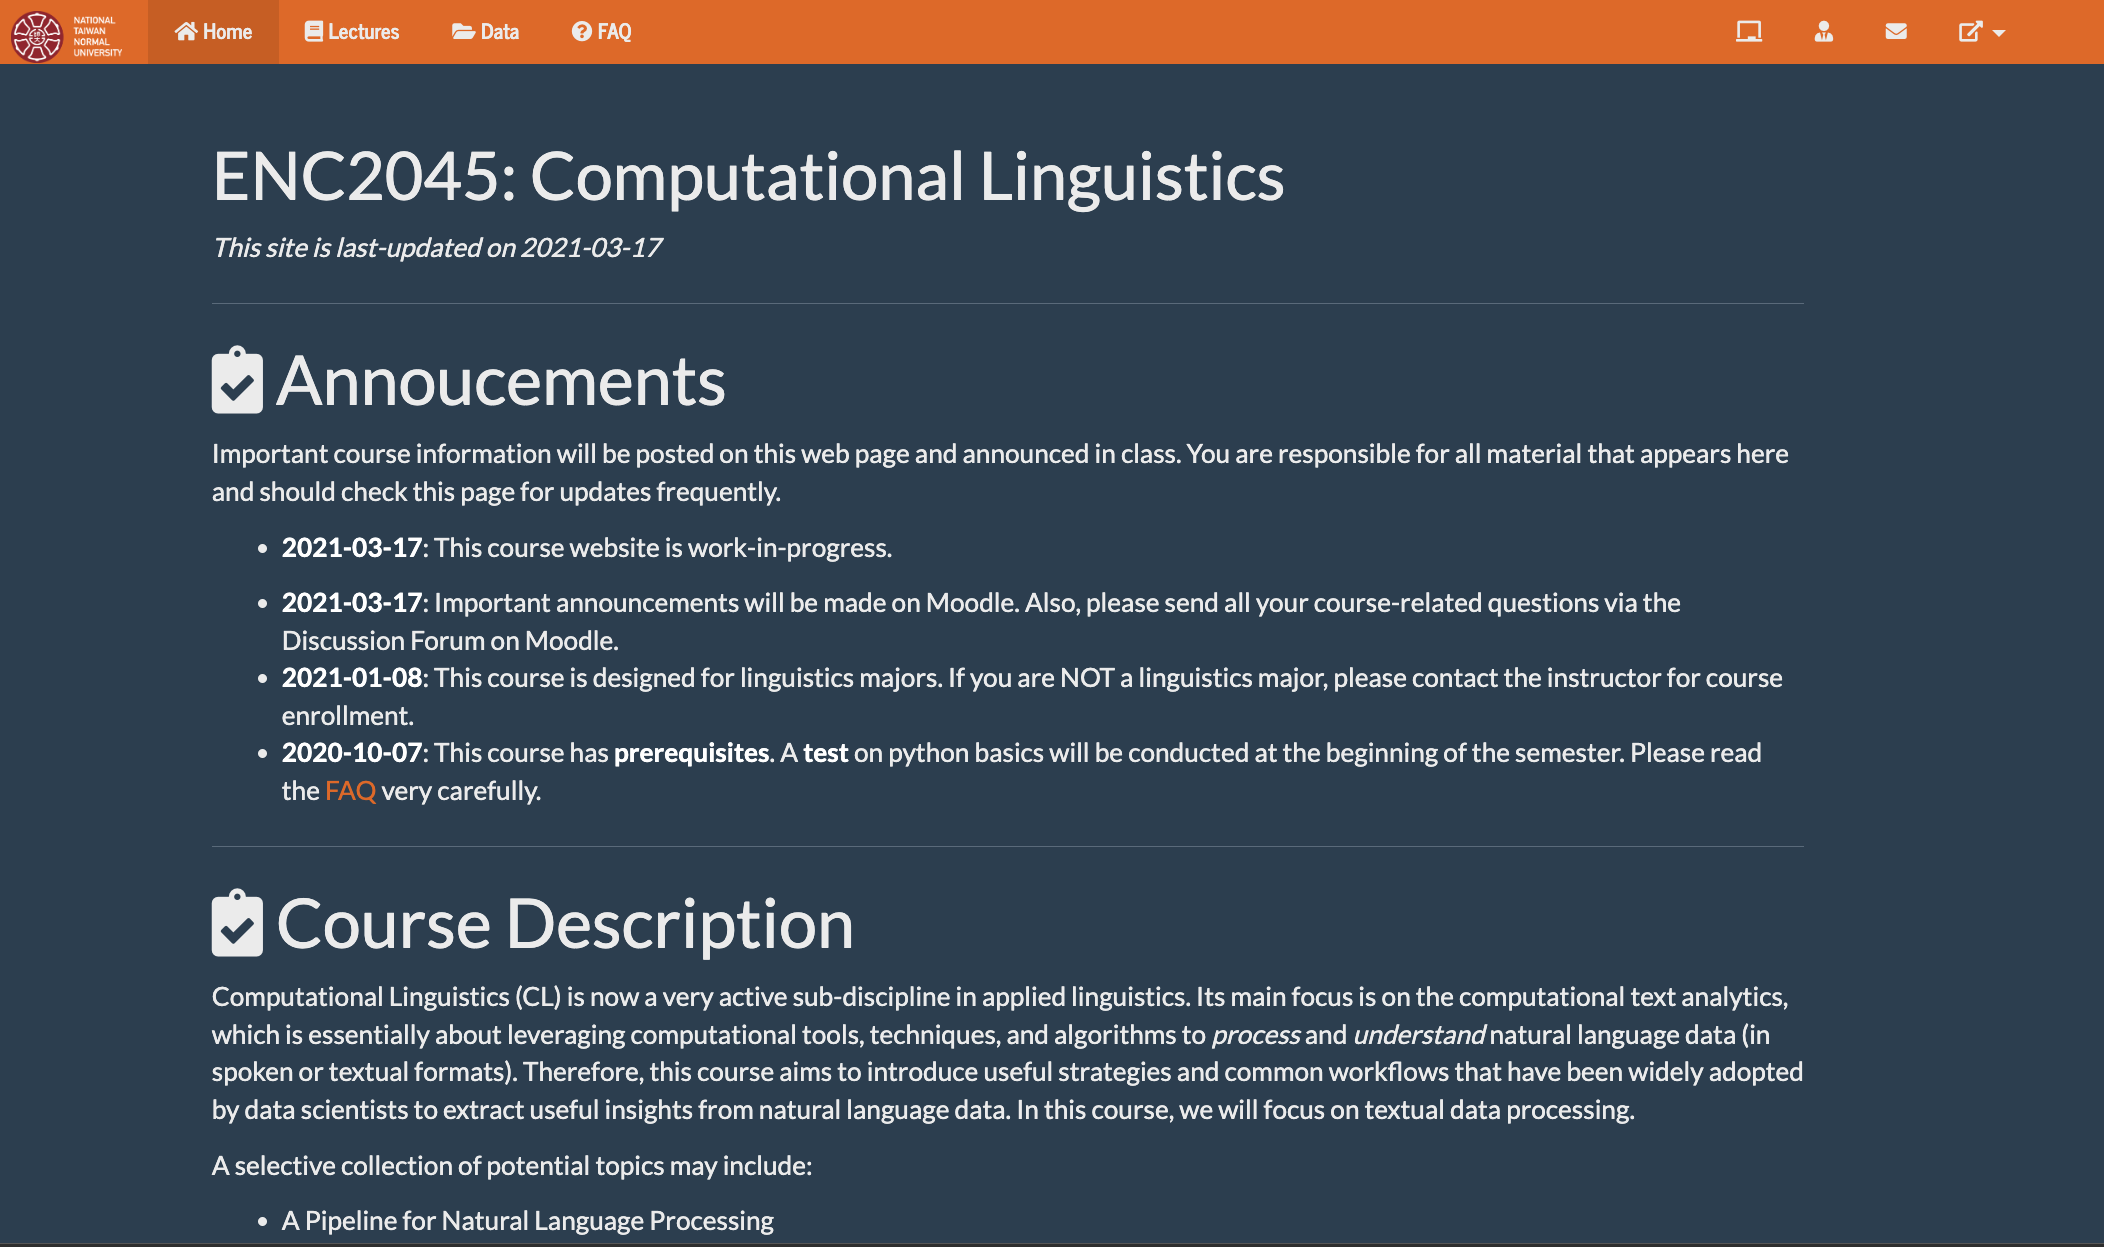 NATIONAL
TAIWAN
NORMAL
UNIVERSITY
Home Lectures Data FAQ
ENC2045: Computational Linguistics
This site is last-updated on 2021-03-17
Annoucements
Important course information will be posted on this web page and announced in class. You are responsible for all material that appears here
and should check this page for updates frequently.
• 2021-03-17: This course website is work-in-progress.
• 2021-03-17: Important announcements will be made on Moodle. Also, please send all your course-related questions via the
Discussion Forum on Moodle.
• 2021-01-08: This course is designed for linguistics majors. If you are NOT a linguistics major, please contact the instructor for course
enrollment.
• 2020-10-07: This course has prerequisites. A test on python basics will be conducted at the beginning of the semester. Please read
the FAQ very carefully.
Course Description
Computational Linguistics (CL) is now a very active sub-discipline in applied linguistics. Its main focus is on the computational text analytics,
which is essentially about leveraging computational tools, techniques, and algorithms to process and understand natural language data (in
spoken or textual formats). Therefore, this course aims to introduce useful strategies and common workflows that have been widely adopted
by data scientists to extract useful insights from natural language data. In this course, we will focus on textual data processing.
A selective collection of potential topics may include:
• A Pipeline for Natural Language Processing